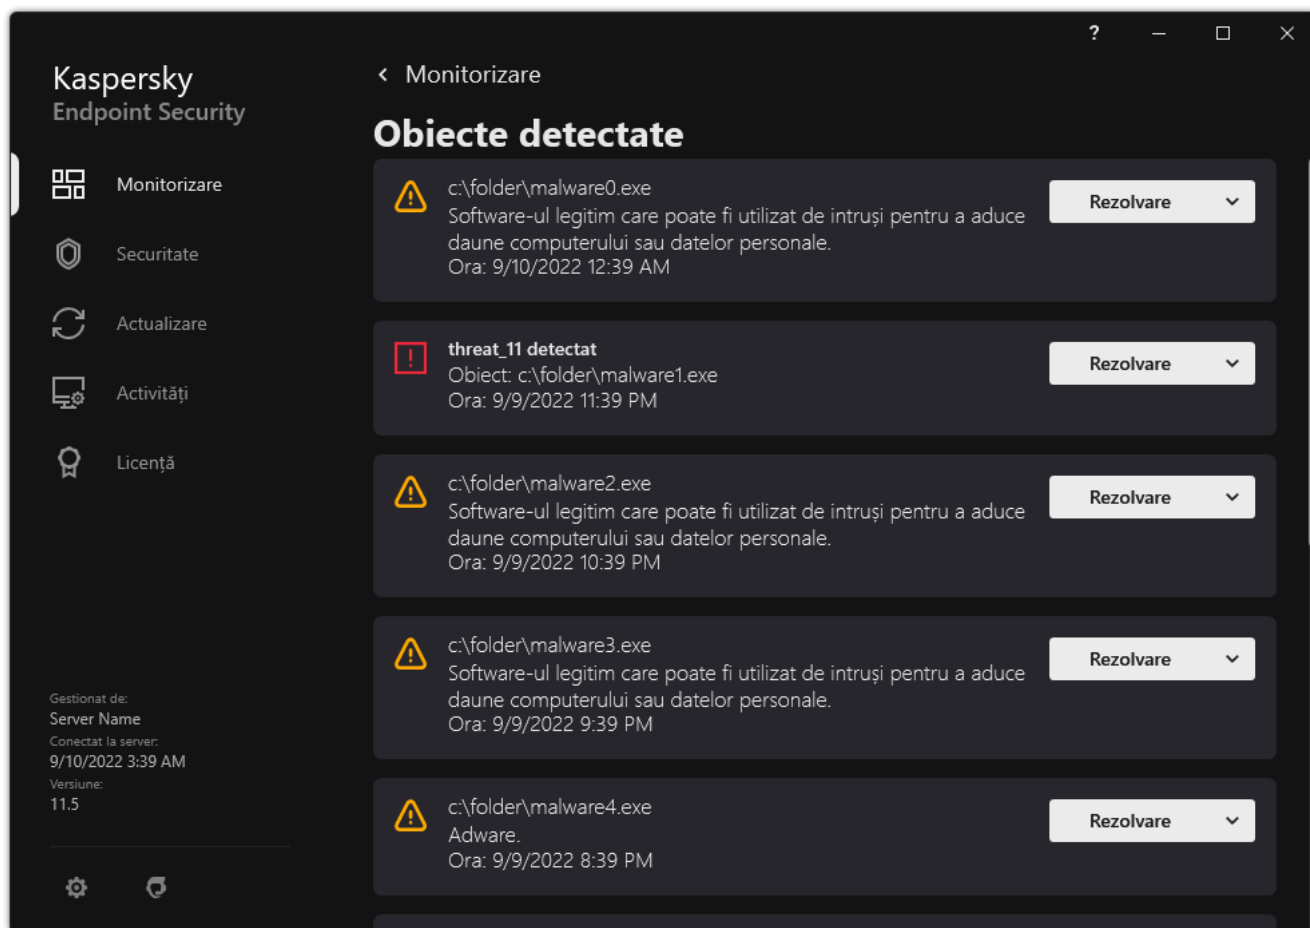 ?
Kaspersky
Endpoint Security
Monitorizare
Securitate
Actualizare
Activități
Licență
Gestionat de:
Server Name
Conectat la server:
9/10/2022 3:39 AM
Versiune:
11.5
Monitorizare
Obiecte detectate
c:\folder\malware0.exe
Software-ul legitim care poate fi utilizat de intruși pentru a aduce
daune computerului sau datelor personale.
Ora: 9/10/2022 12:39 AM
Rezolvare
threat_11 detectat
Obiect: c:\folder\malware1.exe
Ora: 9/9/2022 11:39 PM
Rezolvare
c:\folder\malware2.exe
Software-ul legitim care poate fi utilizat de intruși pentru a aduce
daune computerului sau datelor personale.
Ora: 9/9/2022 10:39 PM
Rezolvare
c:\folder\malware3.exe
Software-ul legitim care poate fi utilizat de intruși pentru a aduce
daune computerului sau datelor personale.
Ora: 9/9/2022 9:39 PM
Rezolvare
c:\folder\malware4.exe
Adware.
Ora: 9/9/2022 8:39 PM
Rezolvare